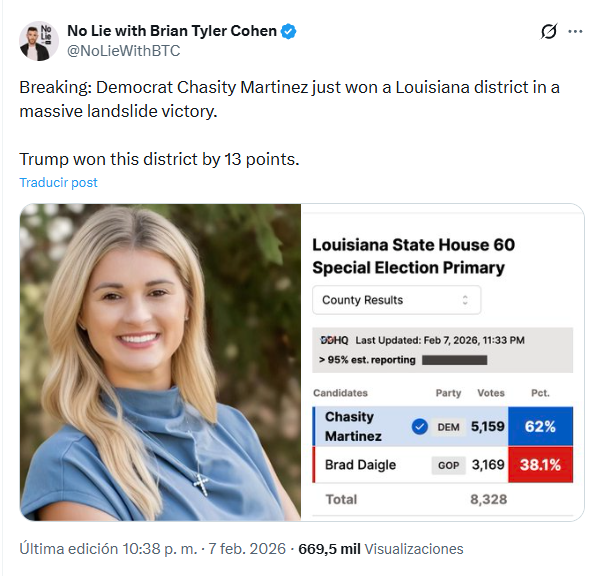 No Lie with Brian Tyler Cohen
@NoLieWithBTC
Breaking: Democrat Chasity Martinez just won a Louisiana district in a
massive landslide victory.
Trump won this district by 13 points.
Traducir post
Louisiana State House 60
Special Election Primary
County Results
DDHQ Last Updated: Feb 7, 2026, 11:33 PM
> 95% est. reporting
Candidates Party Votes Pct.
Chasity
Martinez DEM 5,159 62%
Brad Daigle GOP 3,169 38.1%
Total 8,328
Última edición 10:38 p. m. · 7 feb. 2026 · 669,5 mil Visualizaciones